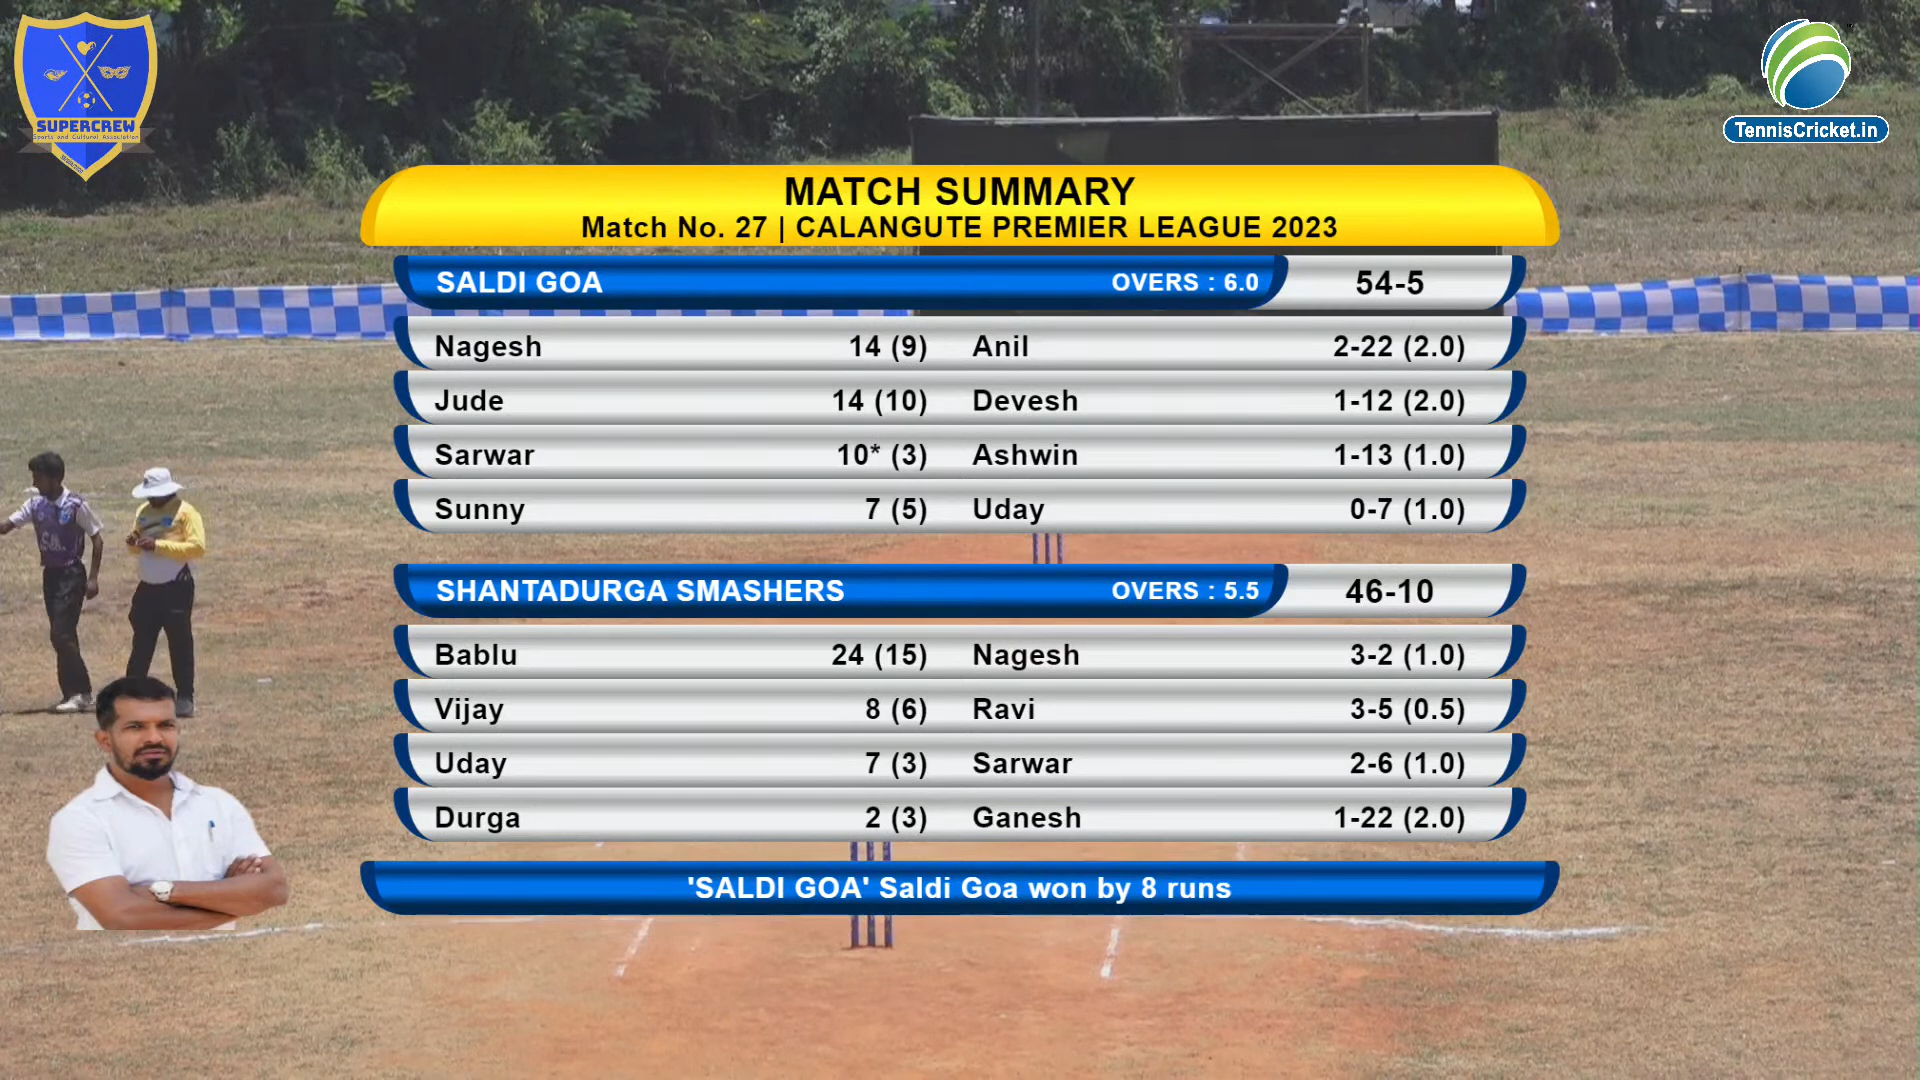 SUPERCREW
Sports and Cultural Association
TennisCricket.in
MATCH SUMMARY
Match No. 27 | CALANGUTE PREMIER LEAGUE 2023
SALDI GOA OVERS : 6.0 54-5
Nagesh 14 (9) Anil 2-22 (2.0)
Jude 14 (10) Devesh 1-12 (2.0)
Sarwar 10* (3) Ashwin 1-13 (1.0)
Sunny 7 (5) Uday 0-7 (1.0)
SHANTADURGA SMASHERS OVERS : 5.5 46-10
Bablu 24 (15) Nagesh 3-2 (1.0)
Vijay 8 (6) Ravi 3-5 (0.5)
Uday 7 (3) Sarwar 2-6 (1.0)
Durga 2 (3) Ganesh 1-22 (2.0)
'SALDI GOA' Saldi Goa won by 8 runs